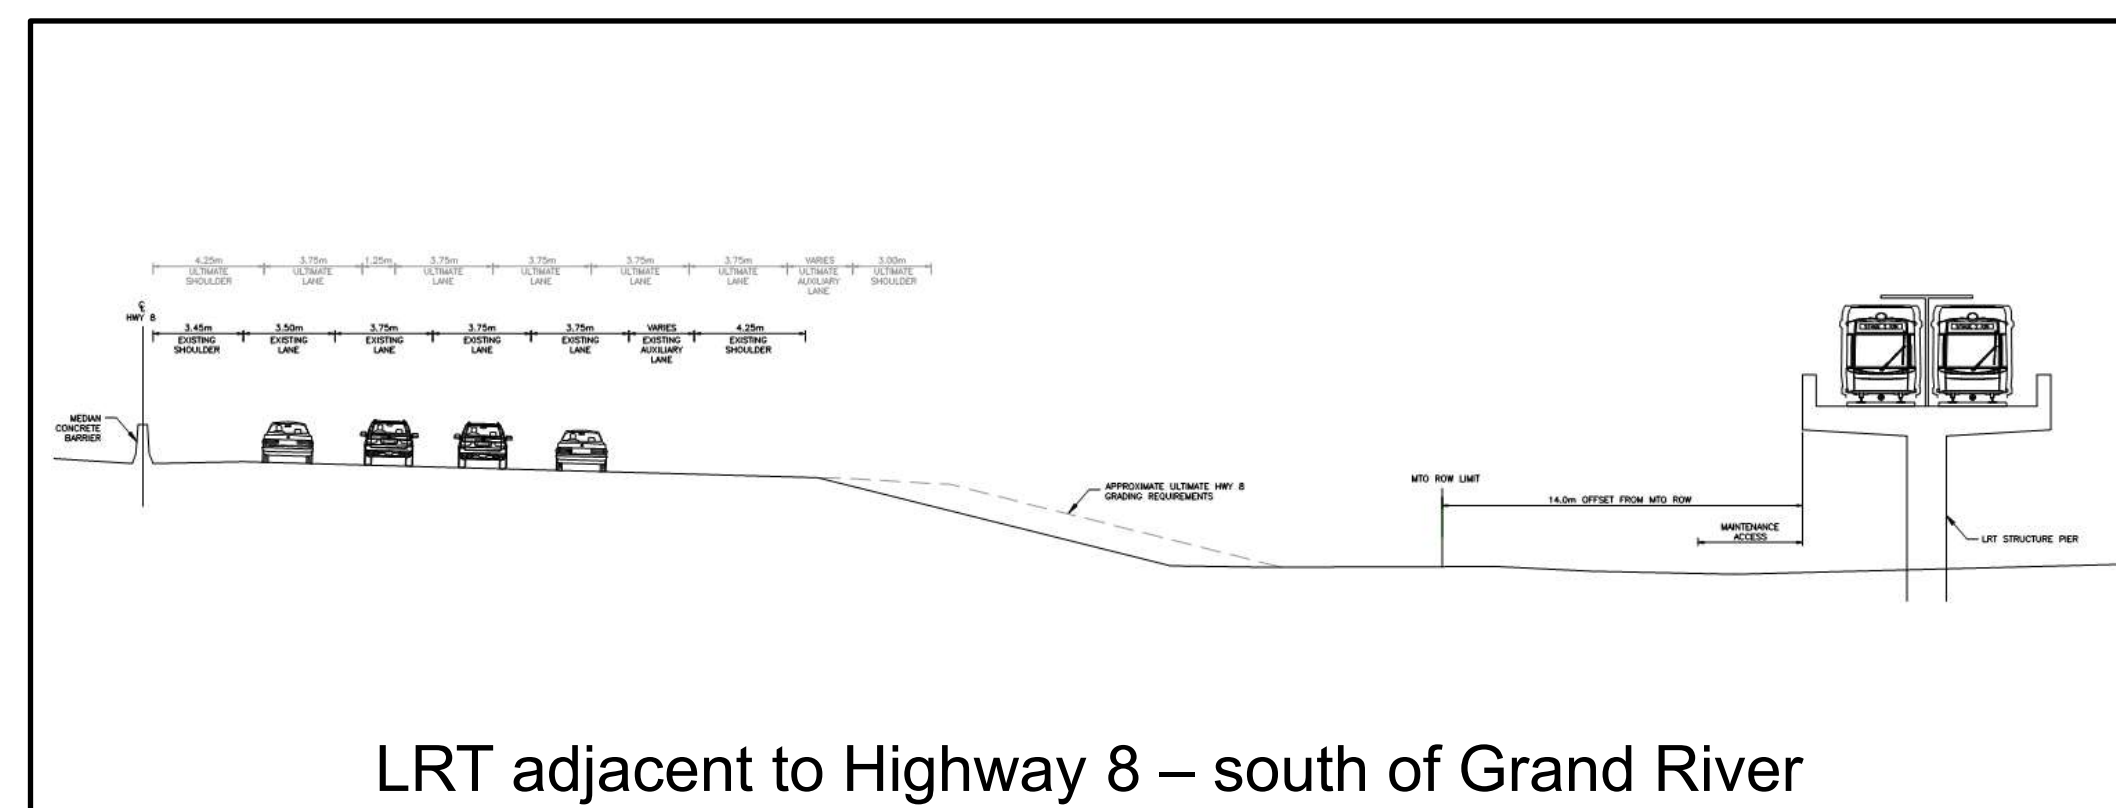 4.25m
ULTIMATE
SHOULDER
3.75m
ULTIMATE
LANE
1.25m
3.75m
ULTIMATE
LANE
3.75m
ULTIMATE
LANE
3.75m
ULTIMATE
LANE
3.75m
ULTIMATE
LANE
VARIES
ULTIMATE
AUXILIARY
LANE
3.00m
ULTIMATE
SHOULDER
℄
HWY 8
3.45m
EXISTING
SHOULDER
3.50m
EXISTING
LANE
3.75m
EXISTING
LANE
3.75m
EXISTING
LANE
3.75m
EXISTING
LANE
VARIES
EXISTING
AUXILIARY
LANE
4.25m
EXISTING
SHOULDER
MEDIAN
CONCRETE
BARRIER
APPROXIMATE ULTIMATE HWY 8
GRADING REQUIREMENTS
MTO ROW LIMIT
14.0m OFFSET FROM MTO ROW
MAINTENANCE
ACCESS
LRT STRUCTURE PIER
LRT adjacent to Highway 8 – south of Grand River